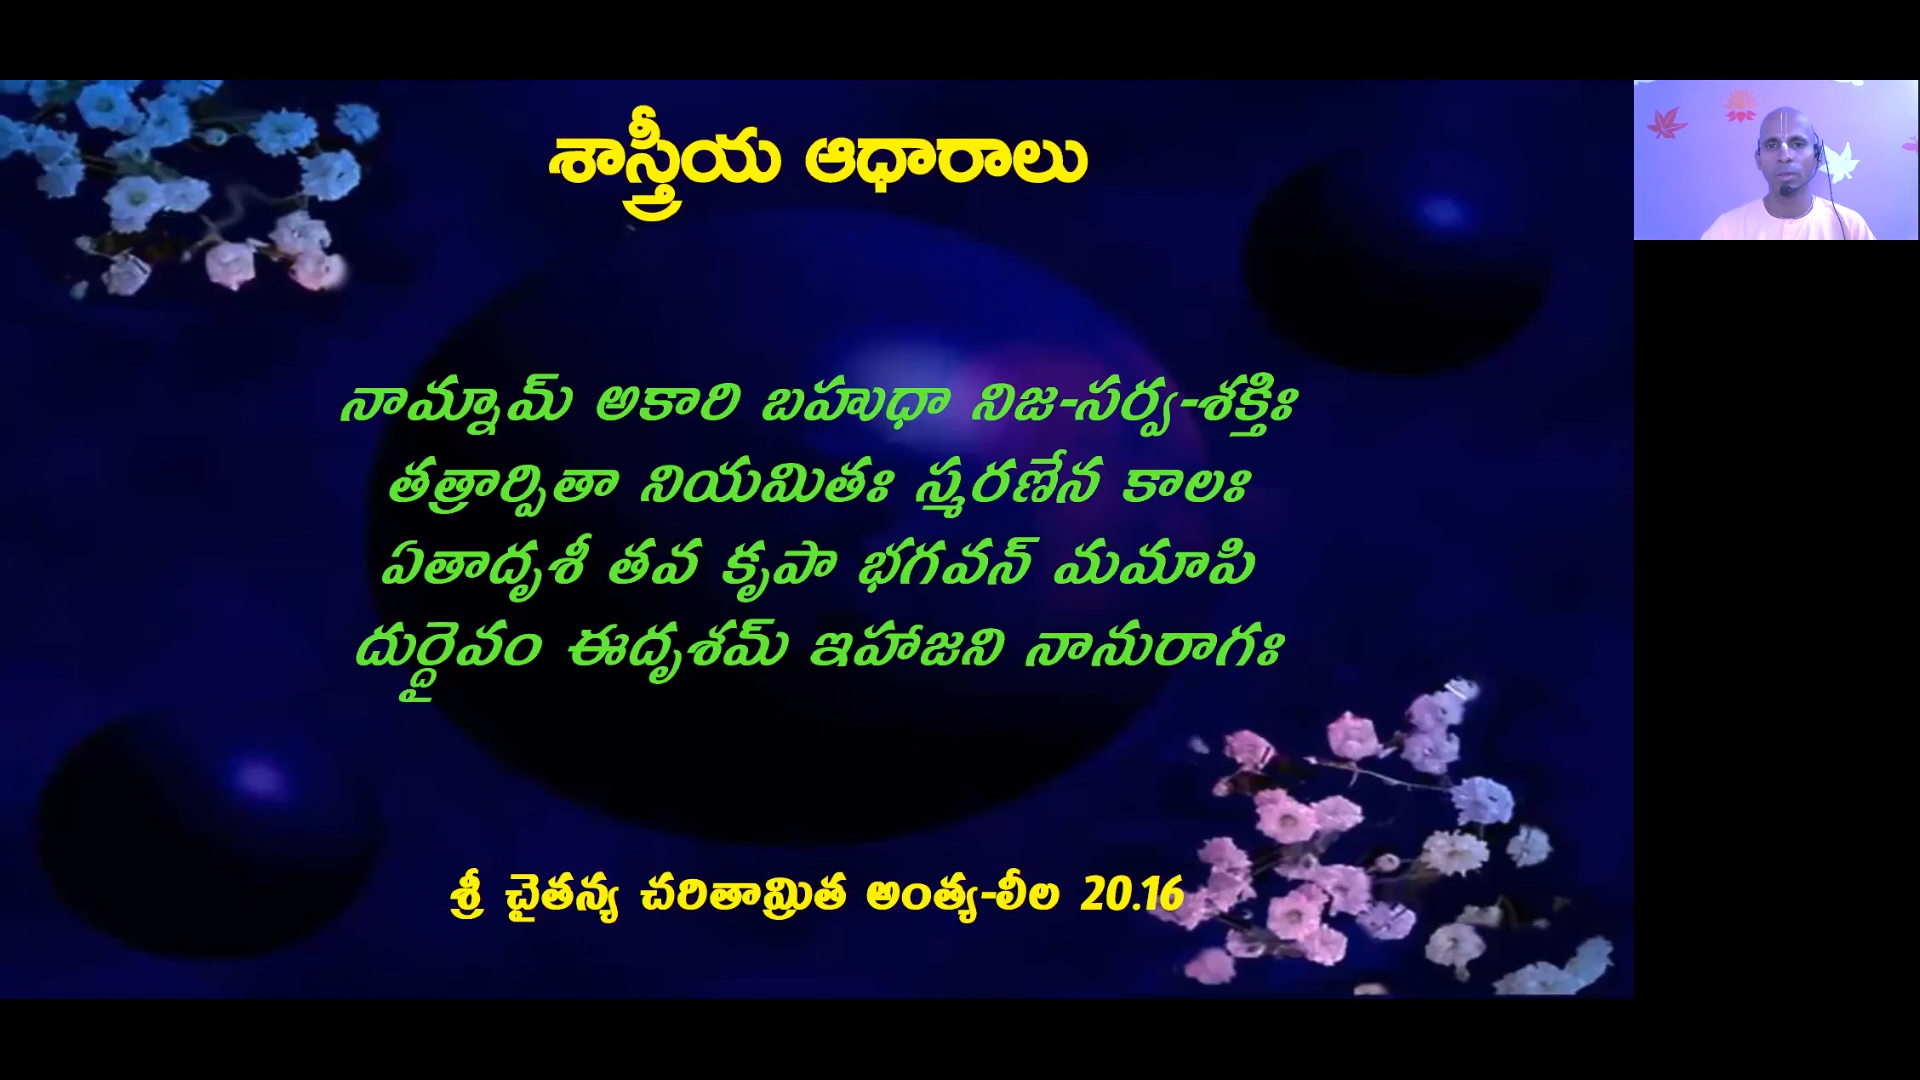 శాస్త్రీయ ఆధారాలు
నామ్నామ్ అకారి బహుధా నిజ-సర్వ-శక్తిః
తత్రార్పితా నియమితః స్మరణేన కాలః
ఏతాదృశీ తవ కృపా భగవన్ మమాపి
దుర్దైవం ఈదృశమ్ ఇహాజని నానురాగః
శ్రీ చైతన్య చరితామ్రిత అంత్య-లీల 20.16